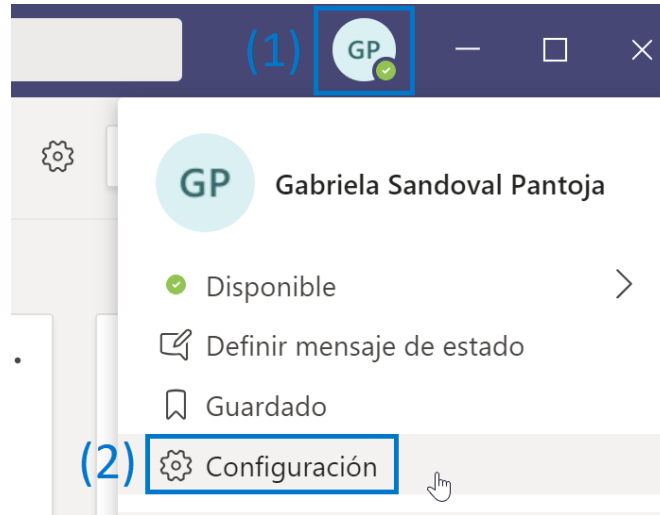 (1) GP
GP Gabriela Sandoval Pantoja
Disponible
Definir mensaje de estado
Guardado
(2) Configuración